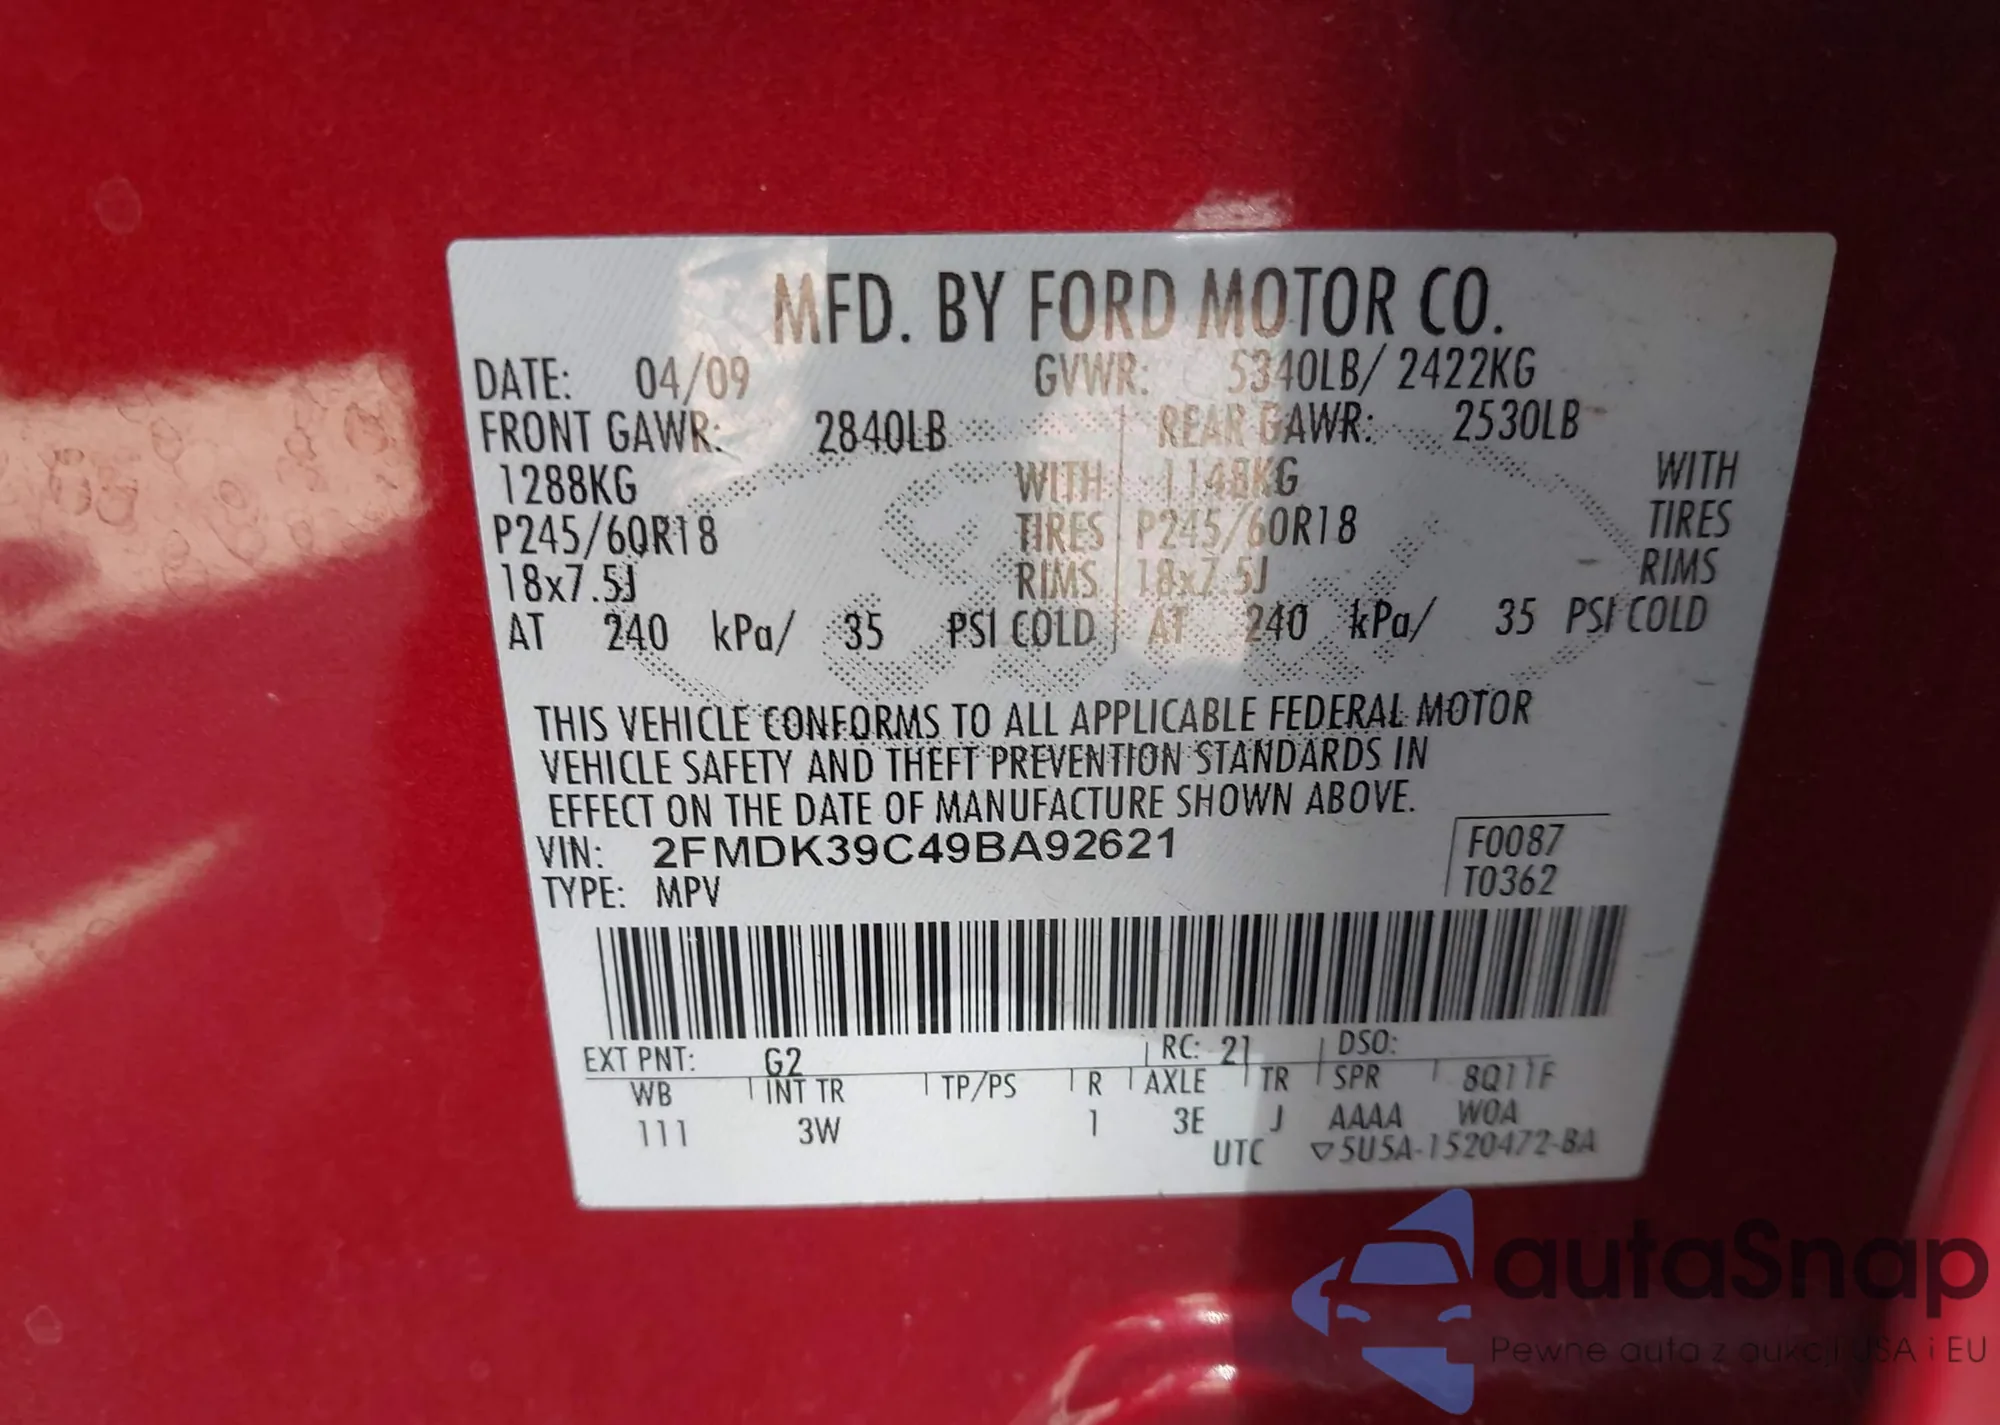 MFD. BY FORD MOTOR CO.
DATE: 04/09 GVWR: 5340LB/ 2422KG
FRONT GAWR: 2840LB REAR GAWR: 2530LB
1288KG WITH 1148KG WITH
P245/60R18 TIRES P245/60R18 TIRES
18x7.5J RIMS 18x7.5J RIMS
AT 240 kPa/ 35 PSI COLD AT 240 kPa/ 35 PSI COLD
THIS VEHICLE CONFORMS TO ALL APPLICABLE FEDERAL MOTOR
VEHICLE SAFETY AND THEFT PREVENTION STANDARDS IN
EFFECT ON THE DATE OF MANUFACTURE SHOWN ABOVE.
VIN: 2FMDK39C49BA92621 F0087
TYPE: MPV T0362
EXT PNT: G2 RC: 21 DSO:
WB INT TR TP/PS R AXLE TR SPR 8Q11F
111 3W 1 3E J AAAA WOA
UTC ▽5U5A-1520472-BA
autaSnap
Pewne auta z aukcji USA i EU